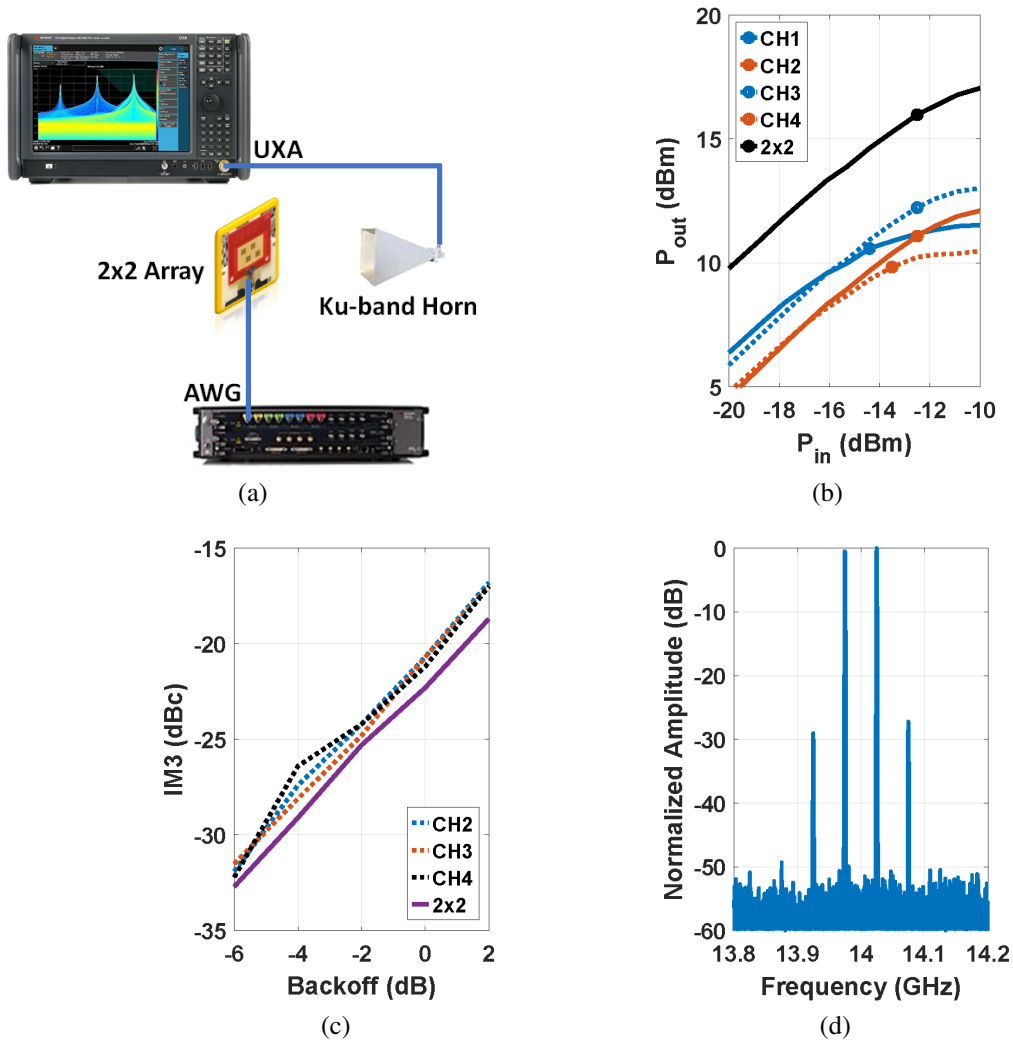 UXA
2x2 Array
Ku-band Horn
AWG
(a)
20
15
10
5
P_out (dBm)
CH1
CH2
CH3
CH4
2x2
-20 -18 -16 -14 -12 -10
P_in (dBm)
(b)
-15
-20
-25
-30
-35
IM3 (dBc)
CH2
CH3
CH4
2x2
-6 -4 -2 0 2
Backoff (dB)
(c)
0
-10
-20
-30
-40
-50
-60
Normalized Amplitude (dB)
13.8 13.9 14 14.1 14.2
Frequency (GHz)
(d)